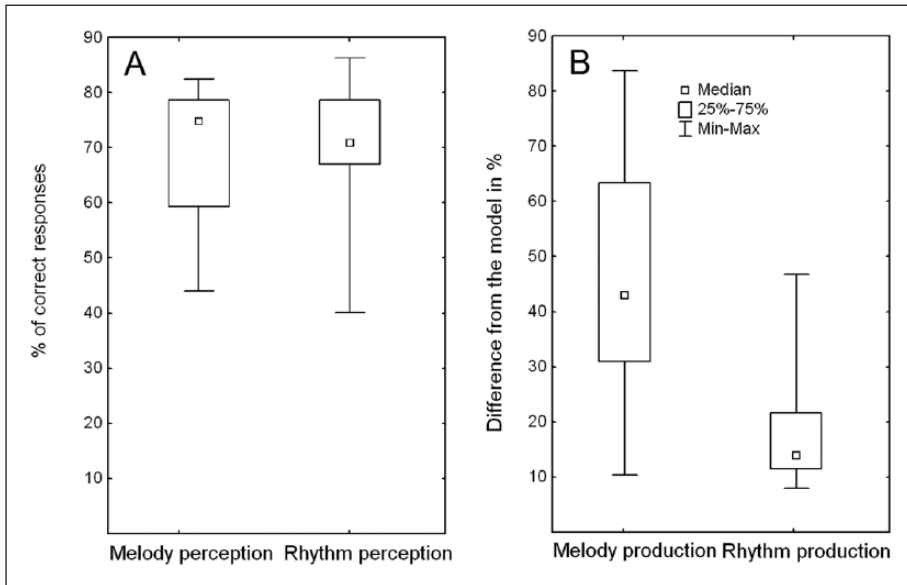 A
% of correct responses
90
80
70
60
50
40
30
20
10
Melody perception Rhythm perception
B
Difference from the model in %
90
80
70
60
50
40
30
20
10
Median
25%-75%
Min-Max
Melody production Rhythm production